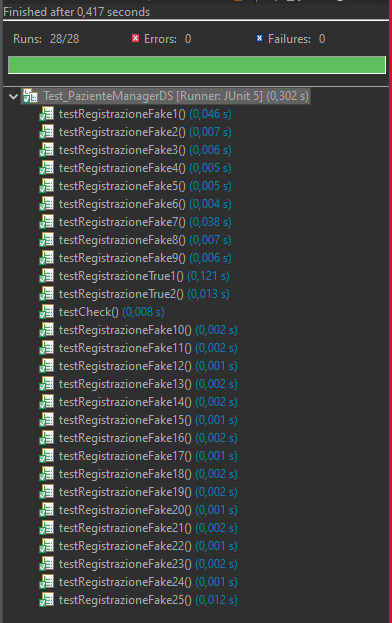 Finished after 0,417 seconds
Runs: 28/28 Errors: 0 Failures: 0
Test_PazienteManagerDS [Runner: JUnit 5] (0,302 s)
testRegistrazioneFake1() (0,046 s)
testRegistrazioneFake2() (0,007 s)
testRegistrazioneFake3() (0,006 s)
testRegistrazioneFake4() (0,005 s)
testRegistrazioneFake5() (0,005 s)
testRegistrazioneFake6() (0,004 s)
testRegistrazioneFake7() (0,038 s)
testRegistrazioneFake8() (0,007 s)
testRegistrazioneFake9() (0,006 s)
testRegistrazioneTrue1() (0,121 s)
testRegistrazioneTrue2() (0,013 s)
testCheck() (0,008 s)
testRegistrazioneFake10() (0,002 s)
testRegistrazioneFake11() (0,002 s)
testRegistrazioneFake12() (0,001 s)
testRegistrazioneFake13() (0,002 s)
testRegistrazioneFake14() (0,002 s)
testRegistrazioneFake15() (0,001 s)
testRegistrazioneFake16() (0,002 s)
testRegistrazioneFake17() (0,001 s)
testRegistrazioneFake18() (0,002 s)
testRegistrazioneFake19() (0,002 s)
testRegistrazioneFake20() (0,001 s)
testRegistrazioneFake21() (0,002 s)
testRegistrazioneFake22() (0,001 s)
testRegistrazioneFake23() (0,002 s)
testRegistrazioneFake24() (0,001 s)
testRegistrazioneFake25() (0,012 s)